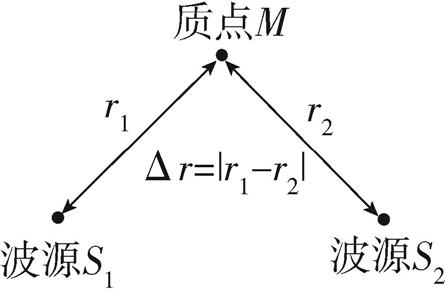 质点M
r₁
r₂
Δr=|r₁−r₂|
波源S₁
波源S₂